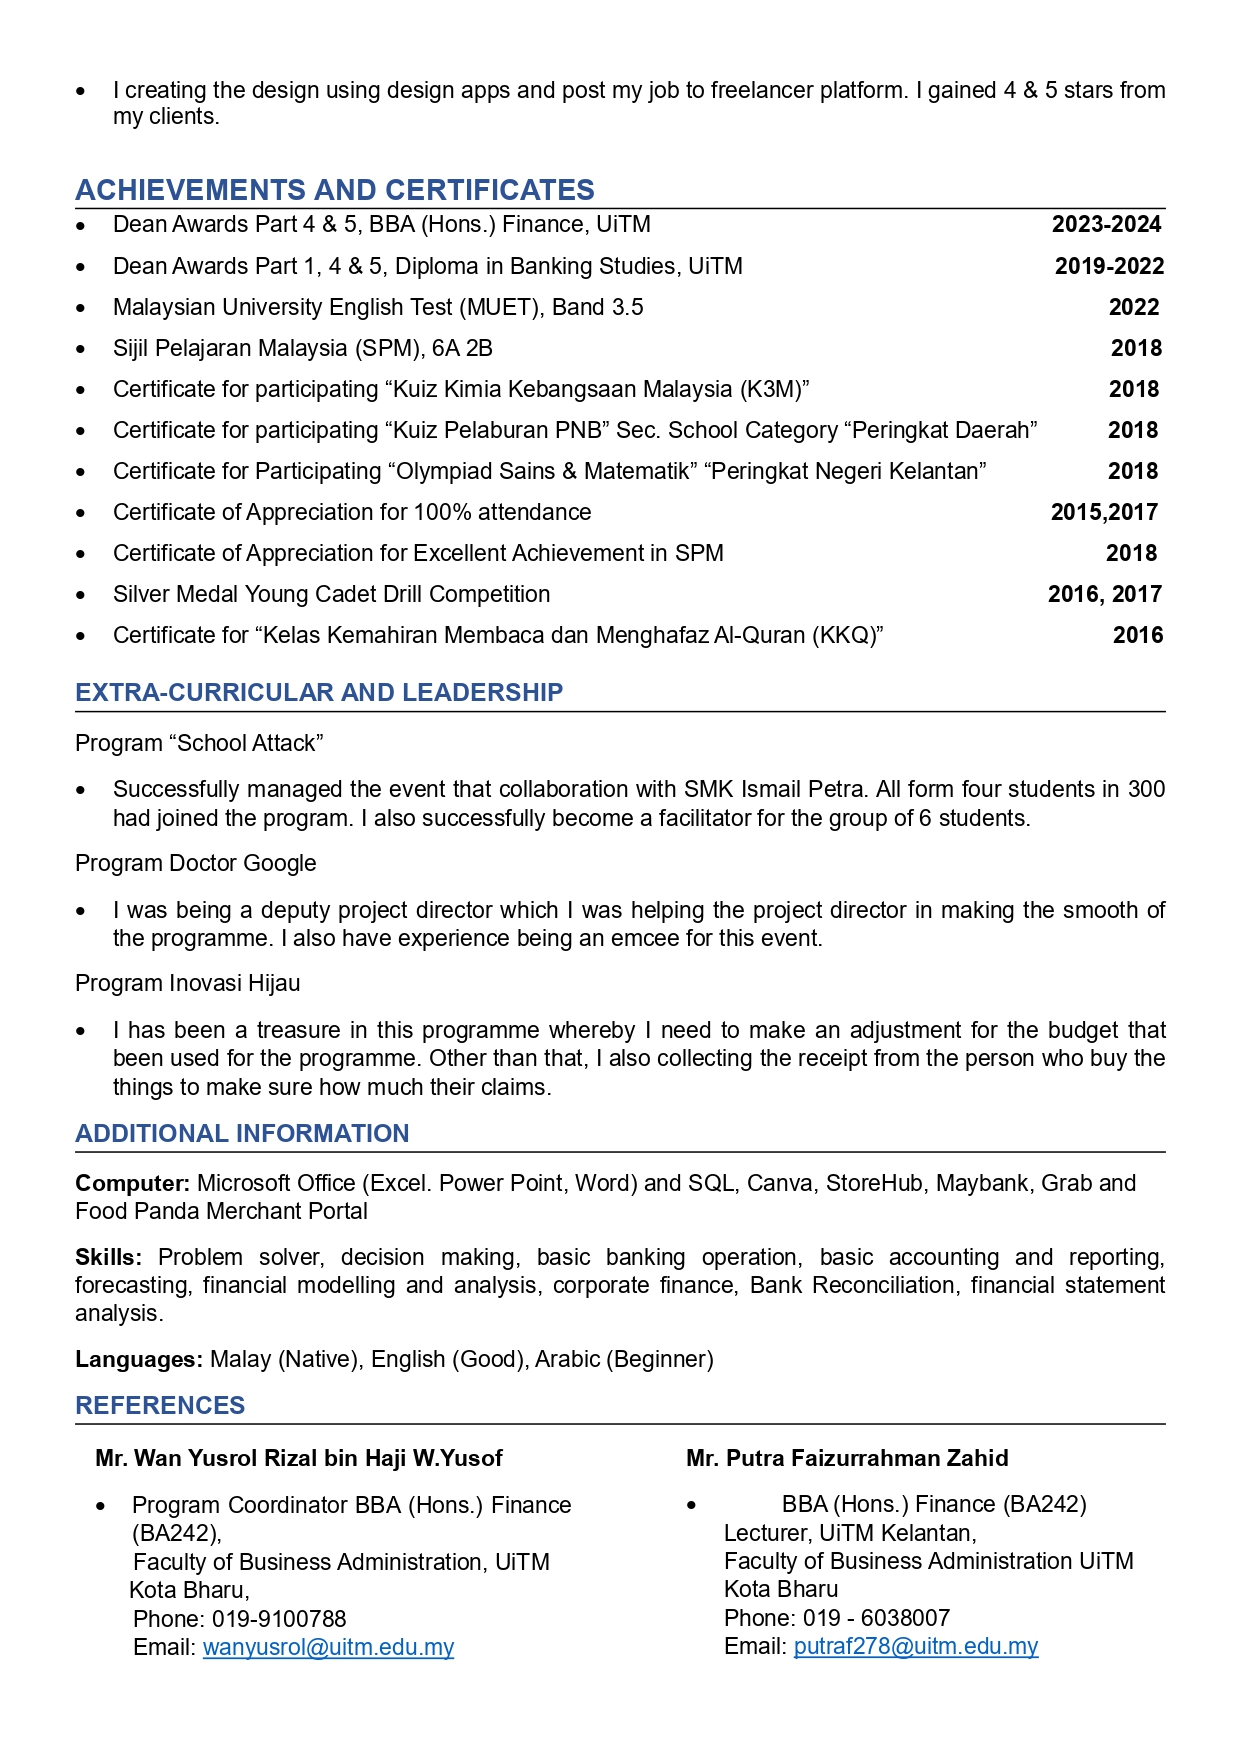 • I creating the design using design apps and post my job to freelancer platform. I gained 4 & 5 stars from
my clients.
ACHIEVEMENTS AND CERTIFICATES
• Dean Awards Part 4 & 5, BBA (Hons.) Finance, UiTM 2023-2024
• Dean Awards Part 1, 4 & 5, Diploma in Banking Studies, UiTM 2019-2022
• Malaysian University English Test (MUET), Band 3.5 2022
• Sijil Pelajaran Malaysia (SPM), 6A 2B 2018
• Certificate for participating “Kuiz Kimia Kebangsaan Malaysia (K3M)” 2018
• Certificate for participating “Kuiz Pelaburan PNB” Sec. School Category “Peringkat Daerah” 2018
• Certificate for Participating “Olympiad Sains & Matematik” “Peringkat Negeri Kelantan” 2018
• Certificate of Appreciation for 100% attendance 2015,2017
• Certificate of Appreciation for Excellent Achievement in SPM 2018
• Silver Medal Young Cadet Drill Competition 2016, 2017
• Certificate for “Kelas Kemahiran Membaca dan Menghafaz Al-Quran (KKQ)” 2016
EXTRA-CURRICULAR AND LEADERSHIP
Program “School Attack”
• Successfully managed the event that collaboration with SMK Ismail Petra. All form four students in 300
had joined the program. I also successfully become a facilitator for the group of 6 students.
Program Doctor Google
• I was being a deputy project director which I was helping the project director in making the smooth of
the programme. I also have experience being an emcee for this event.
Program Inovasi Hijau
• I has been a treasure in this programme whereby I need to make an adjustment for the budget that
been used for the programme. Other than that, I also collecting the receipt from the person who buy the
things to make sure how much their claims.
ADDITIONAL INFORMATION
Computer: Microsoft Office (Excel. Power Point, Word) and SQL, Canva, StoreHub, Maybank, Grab and
Food Panda Merchant Portal
Skills: Problem solver, decision making, basic banking operation, basic accounting and reporting,
forecasting, financial modelling and analysis, corporate finance, Bank Reconciliation, financial statement
analysis.
Languages: Malay (Native), English (Good), Arabic (Beginner)
REFERENCES
Mr. Wan Yusrol Rizal bin Haji W.Yusof
• Program Coordinator BBA (Hons.) Finance
(BA242),
Faculty of Business Administration, UiTM
Kota Bharu,
Phone: 019-9100788
Email: wanyusrol@uitm.edu.my
Mr. Putra Faizurrahman Zahid
• BBA (Hons.) Finance (BA242)
Lecturer, UiTM Kelantan,
Faculty of Business Administration UiTM
Kota Bharu
Phone: 019 - 6038007
Email: putraf278@uitm.edu.my